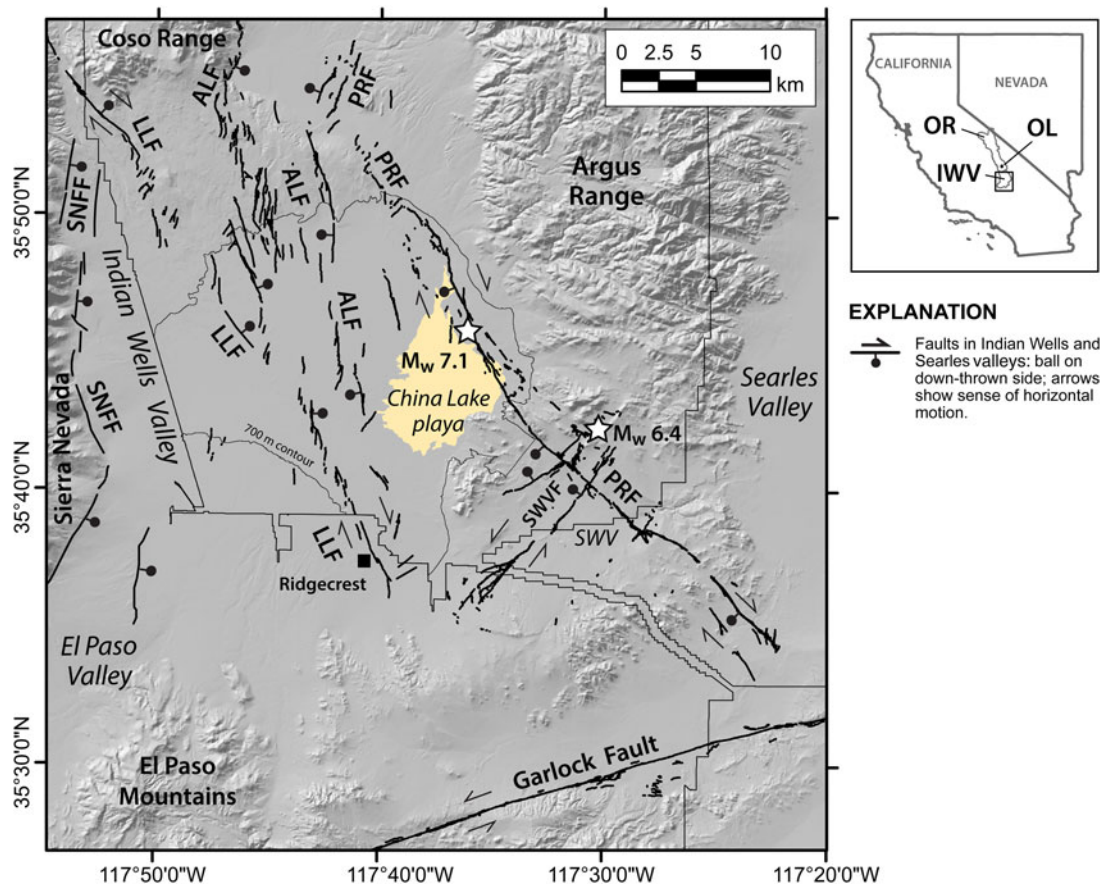 Coso Range
0 2.5 5 10
km
ALF
PRF
LLF
PRF
ALF
SNFF
Argus
Range
Indian Wells Valley
LLF
ALF
Mw 7.1
China Lake
playa
Searles
Valley
SNFF
Sierra Nevada
700 m contour
Mw 6.4
PRF
SWVF
SWV
LLF
Ridgecrest
El Paso
Valley
El Paso
Mountains
Garlock Fault
35°50'0"N
35°40'0"N
35°30'0"N
117°50'0"W
117°40'0"W
117°30'0"W
117°20'0"W
CALIFORNIA
NEVADA
OR
OL
IWV
EXPLANATION
Faults in Indian Wells and
Searles valleys: ball on
down-thrown side; arrows
show sense of horizontal
motion.